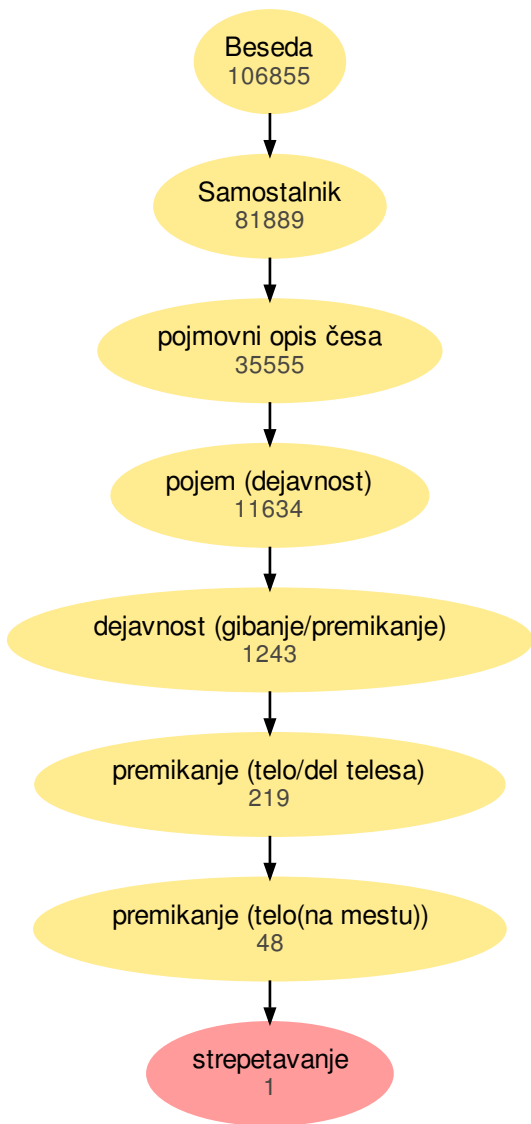 Beseda
106855
Samostalnik
81889
pojmovni opis česa
35555
pojem (dejavnost)
11634
dejavnost (gibanje/premikanje)
1243
premikanje (telo/del telesa)
219
premikanje (telo(na mestu))
48
strepetavanje
1